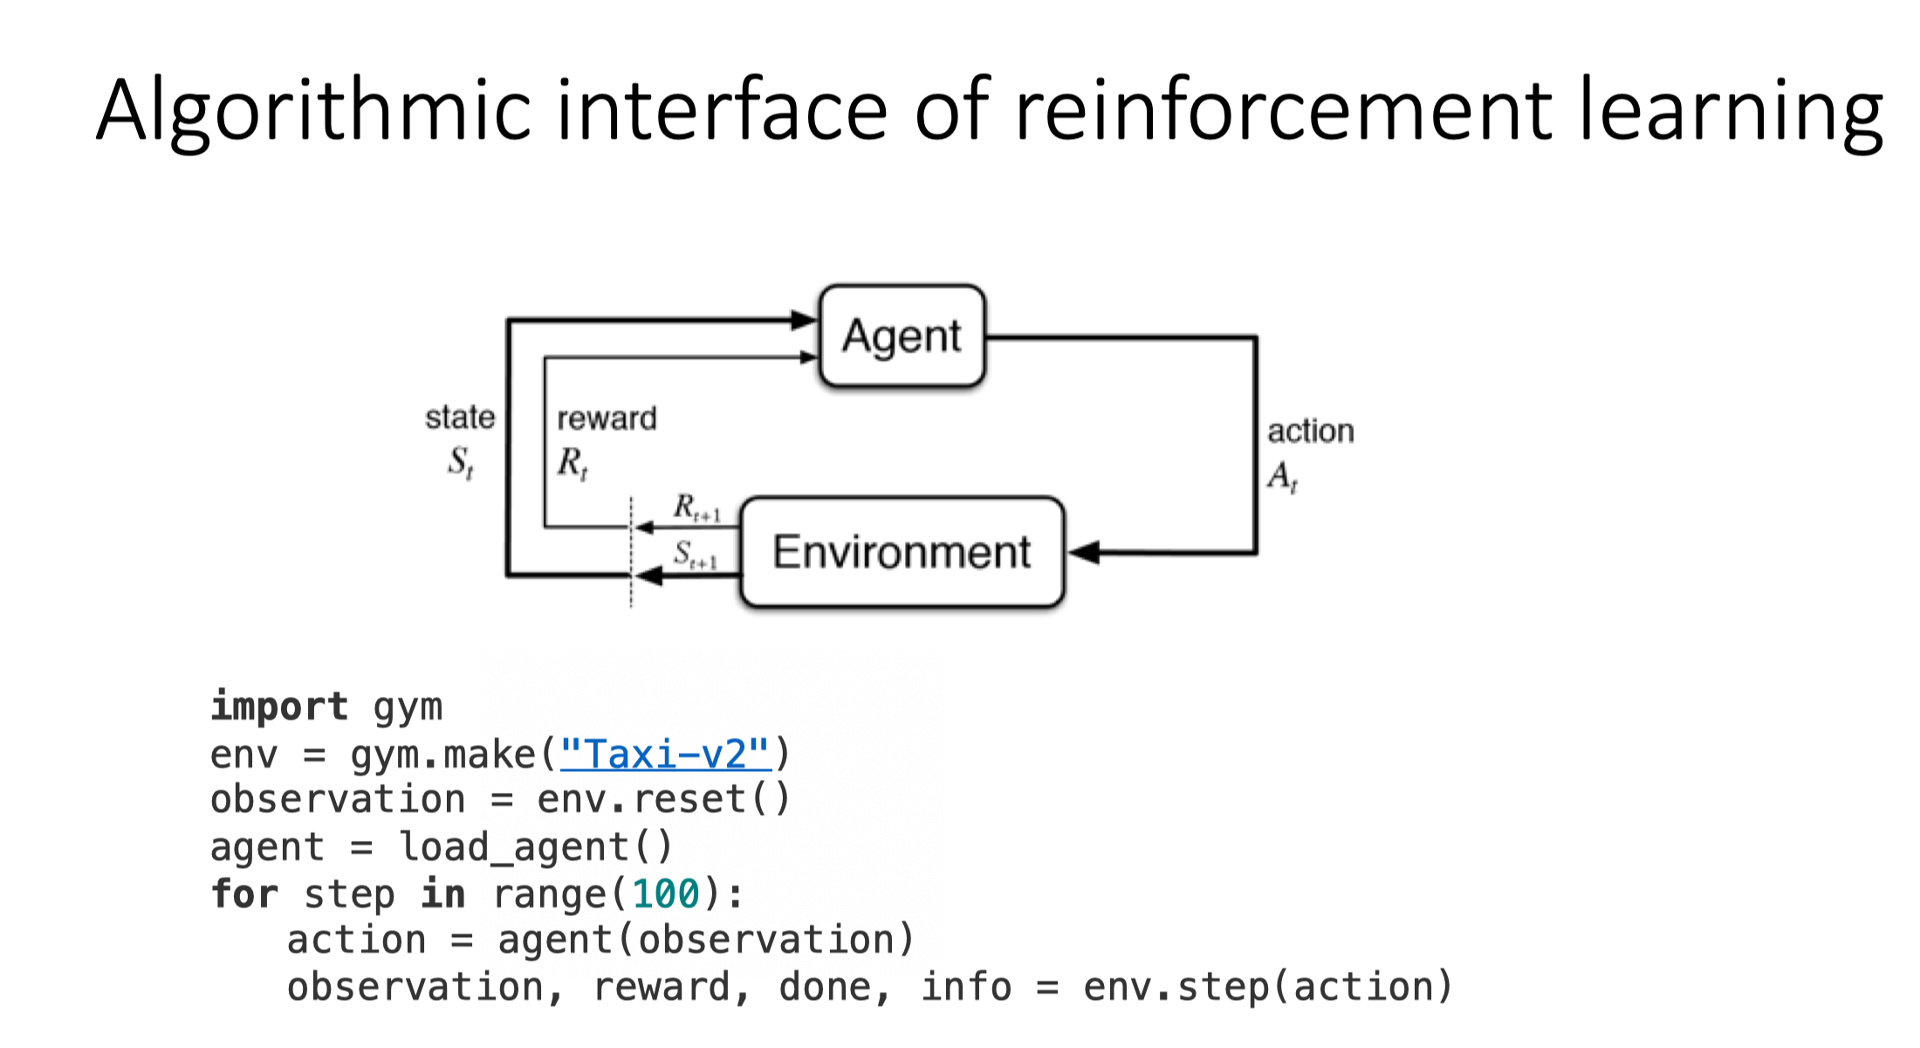 Algorithmic interface of reinforcement learning
Agent
state
S_t
reward
R_t
action
A_t
R_{t+1}
S_{t+1}
Environment
import gym
env = gym.make("Taxi-v2")
observation = env.reset()
agent = load_agent()
for step in range(100):
    action = agent(observation)
    observation, reward, done, info = env.step(action)